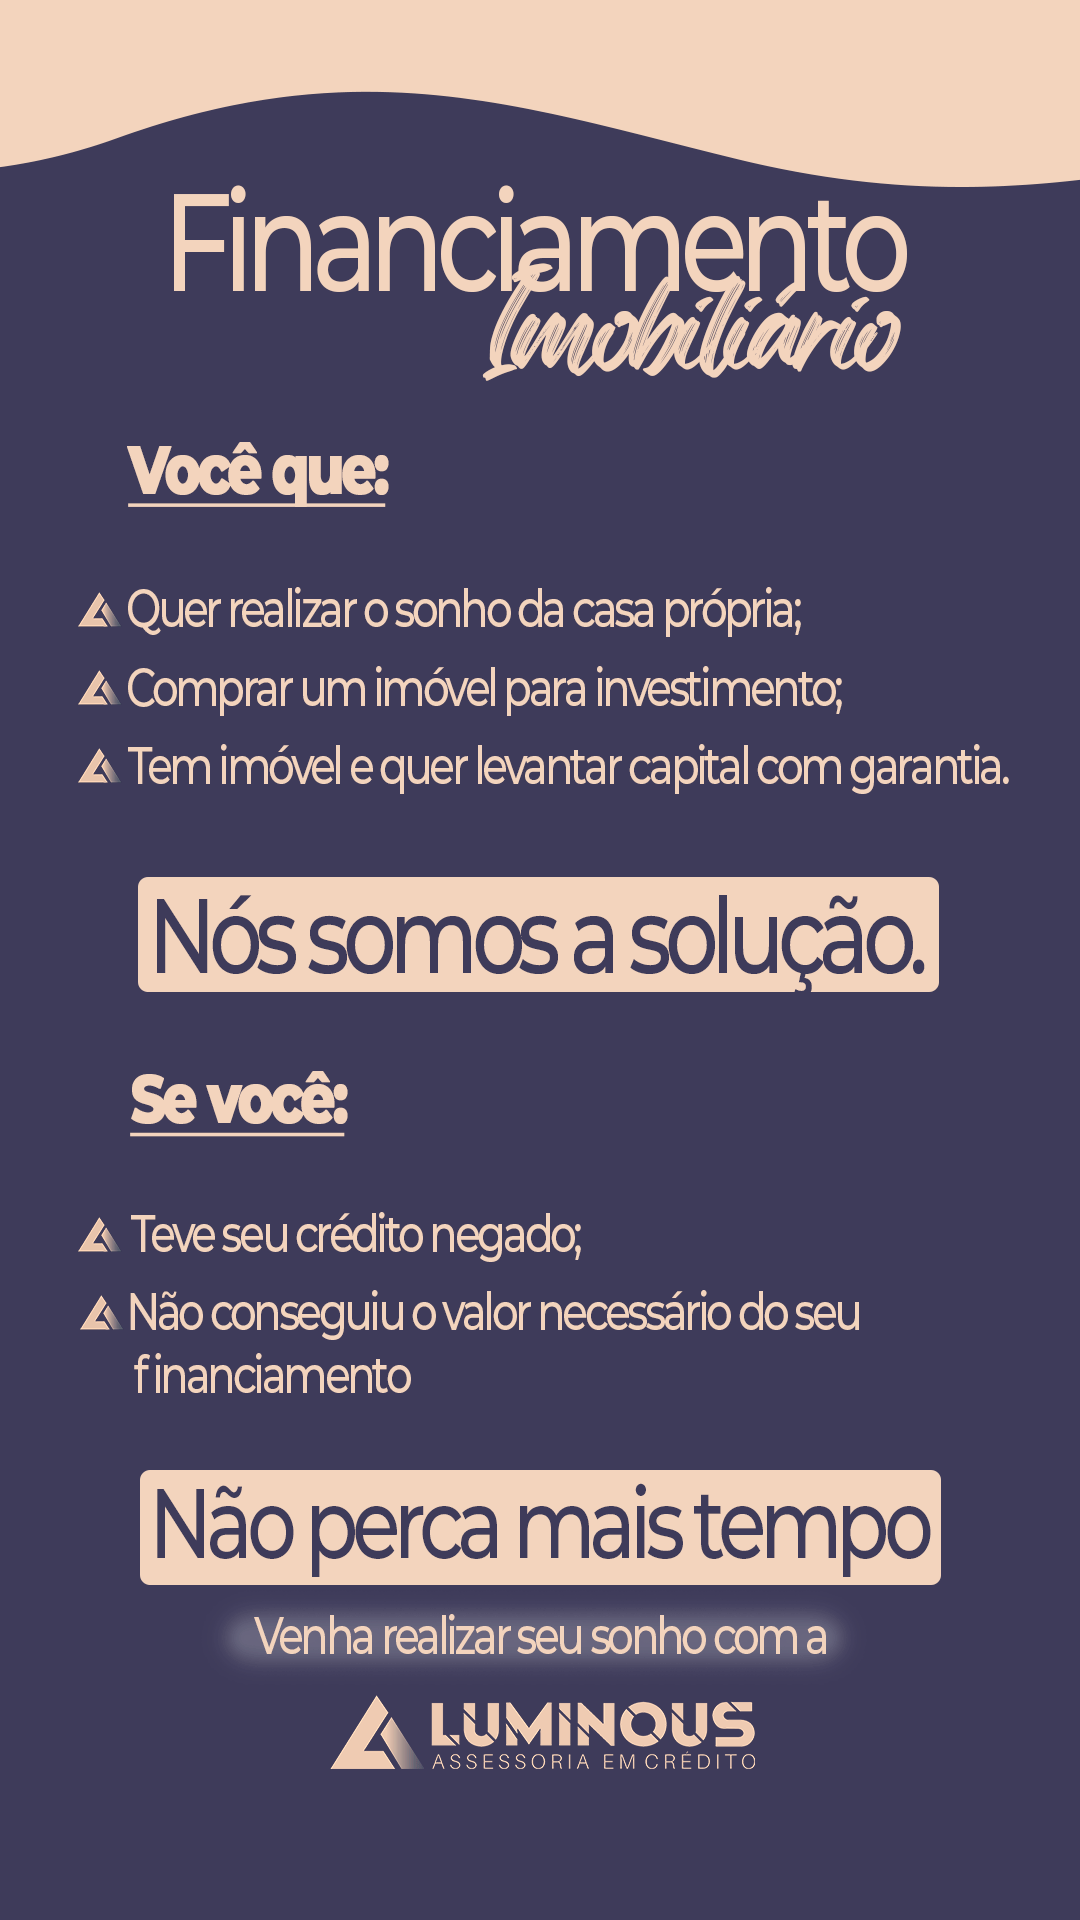 Financiamento
Imobiliário
Você que:
Quer realizar o sonho da casa própria;
Comprar um imóvel para investimento;
Tem imóvel e quer levantar capital com garantia.
Nós somos a solução.
Se você:
Teve seu crédito negado;
Não conseguiu o valor necessário do seu
financiamento
Não perca mais tempo
Venha realizar seu sonho com a
LUMINOUS
ASSESSORIA EM CRÉDITO